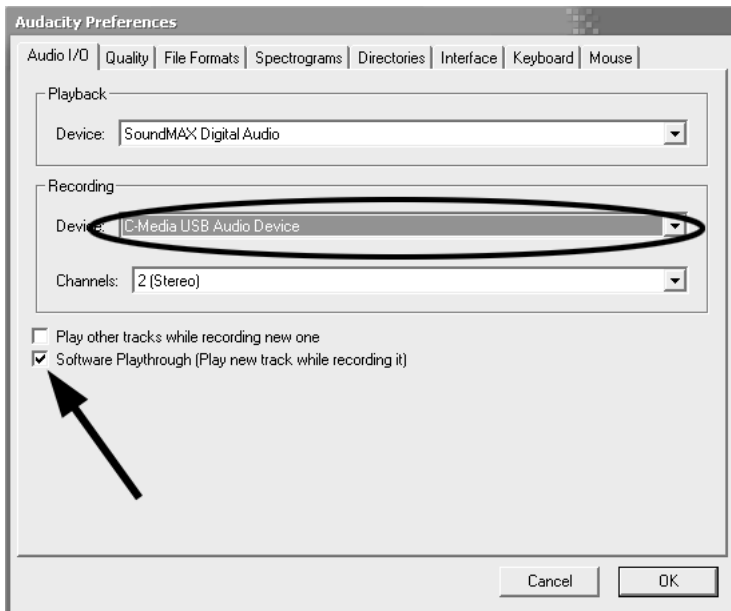 Audacity Preferences
Audio I/O Quality File Formats Spectrograms Directories Interface Keyboard Mouse
Playback
Device: SoundMAX Digital Audio
Recording
Device: C-Media USB Audio Device
Channels: 2 (Stereo)
Play other tracks while recording new one
Software Playthrough (Play new track while recording it)
Cancel OK